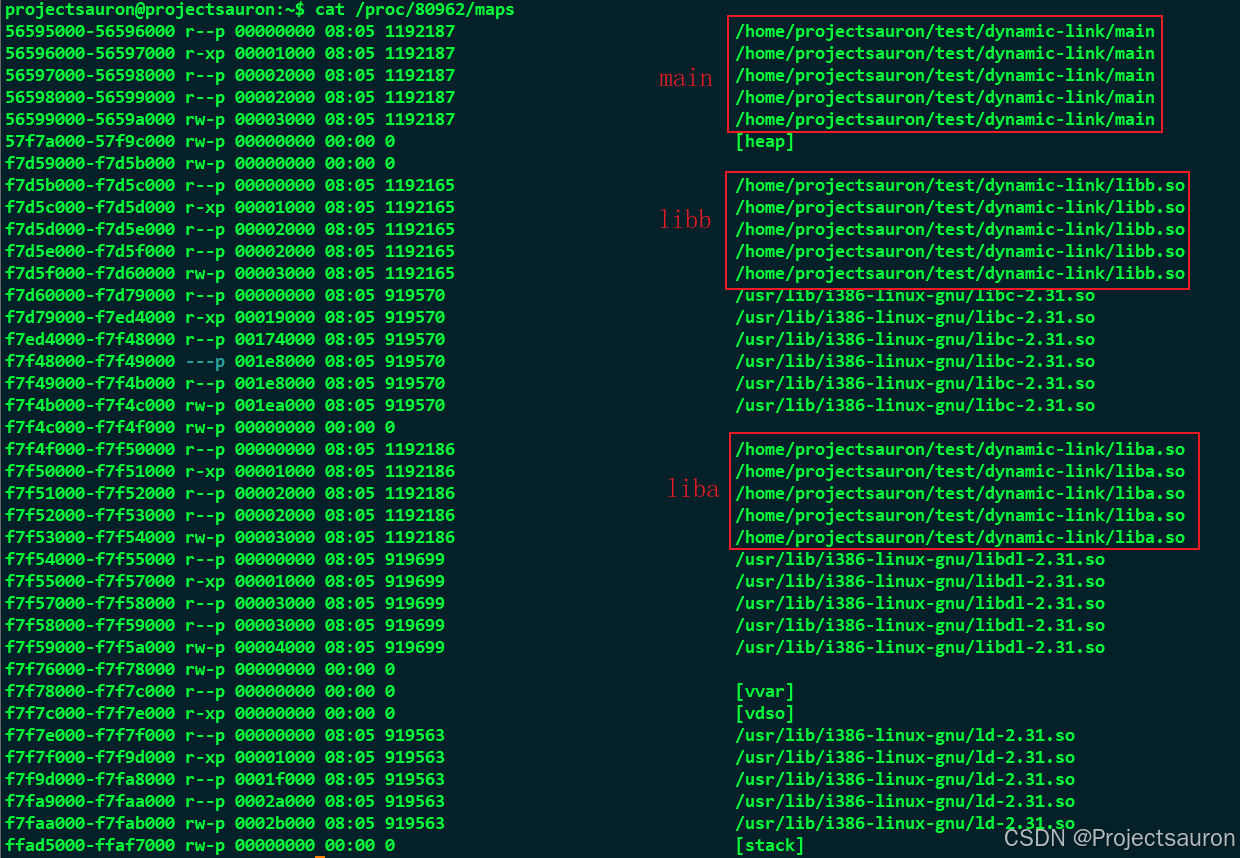 projectsauron@projectsauron:~$ cat /proc/80962/maps
56595000-56596000 r--p 00000000 08:05 1192187 /home/projectsauron/test/dynamic-link/main
56596000-56597000 r-xp 00001000 08:05 1192187 /home/projectsauron/test/dynamic-link/main
main
56597000-56598000 r--p 00002000 08:05 1192187 /home/projectsauron/test/dynamic-link/main
56598000-56599000 r--p 00002000 08:05 1192187 /home/projectsauron/test/dynamic-link/main
56599000-5659a000 rw-p 00003000 08:05 1192187 /home/projectsauron/test/dynamic-link/main
57f7a000-57f9c000 rw-p 00000000 00:00 0 [heap]
f7d59000-f7d5b000 rw-p 00000000 00:00 0
f7d5b000-f7d5c000 r--p 00000000 08:05 1192165 /home/projectsauron/test/dynamic-link/libb.so
f7d5c000-f7d5d000 r-xp 00001000 08:05 1192165 /home/projectsauron/test/dynamic-link/libb.so
libb
f7d5d000-f7d5e000 r--p 00002000 08:05 1192165 /home/projectsauron/test/dynamic-link/libb.so
f7d5e000-f7d5f000 r--p 00002000 08:05 1192165 /home/projectsauron/test/dynamic-link/libb.so
f7d5f000-f7d60000 rw-p 00003000 08:05 1192165 /home/projectsauron/test/dynamic-link/libb.so
f7d60000-f7d79000 r--p 00000000 08:05 919570 /usr/lib/i386-linux-gnu/libc-2.31.so
f7d79000-f7ed4000 r-xp 00019000 08:05 919570 /usr/lib/i386-linux-gnu/libc-2.31.so
f7ed4000-f7f48000 r--p 00174000 08:05 919570 /usr/lib/i386-linux-gnu/libc-2.31.so
f7f48000-f7f49000 ---p 001e8000 08:05 919570 /usr/lib/i386-linux-gnu/libc-2.31.so
f7f49000-f7f4b000 r--p 001e8000 08:05 919570 /usr/lib/i386-linux-gnu/libc-2.31.so
f7f4b000-f7f4c000 rw-p 001ea000 08:05 919570 /usr/lib/i386-linux-gnu/libc-2.31.so
f7f4c000-f7f4f000 rw-p 00000000 00:00 0
f7f4f000-f7f50000 r--p 00000000 08:05 1192186 /home/projectsauron/test/dynamic-link/liba.so
f7f50000-f7f51000 r-xp 00001000 08:05 1192186 /home/projectsauron/test/dynamic-link/liba.so
liba
f7f51000-f7f52000 r--p 00002000 08:05 1192186 /home/projectsauron/test/dynamic-link/liba.so
f7f52000-f7f53000 r--p 00002000 08:05 1192186 /home/projectsauron/test/dynamic-link/liba.so
f7f53000-f7f54000 rw-p 00003000 08:05 1192186 /home/projectsauron/test/dynamic-link/liba.so
f7f54000-f7f55000 r--p 00000000 08:05 919699 /usr/lib/i386-linux-gnu/libdl-2.31.so
f7f55000-f7f57000 r-xp 00001000 08:05 919699 /usr/lib/i386-linux-gnu/libdl-2.31.so
f7f57000-f7f58000 r--p 00003000 08:05 919699 /usr/lib/i386-linux-gnu/libdl-2.31.so
f7f58000-f7f59000 r--p 00003000 08:05 919699 /usr/lib/i386-linux-gnu/libdl-2.31.so
f7f59000-f7f5a000 rw-p 00004000 08:05 919699 /usr/lib/i386-linux-gnu/libdl-2.31.so
f7f76000-f7f78000 rw-p 00000000 00:00 0
f7f78000-f7f7c000 r--p 00000000 00:00 0 [vvar]
f7f7c000-f7f7e000 r-xp 00000000 00:00 0 [vdso]
f7f7e000-f7f7f000 r--p 00000000 08:05 919563 /usr/lib/i386-linux-gnu/ld-2.31.so
f7f7f000-f7f9d000 r-xp 00001000 08:05 919563 /usr/lib/i386-linux-gnu/ld-2.31.so
f7f9d000-f7fa8000 r--p 0001f000 08:05 919563 /usr/lib/i386-linux-gnu/ld-2.31.so
f7fa9000-f7faa000 r--p 0002a000 08:05 919563 /usr/lib/i386-linux-gnu/ld-2.31.so
f7faa000-f7fab000 rw-p 0002b000 08:05 919563 /usr/lib/i386-linux-gnu/ld-2.31.so
ffad5000-ffaf7000 rw-p 00000000 00:00 0 [stack]
CSDN @Projectsauron